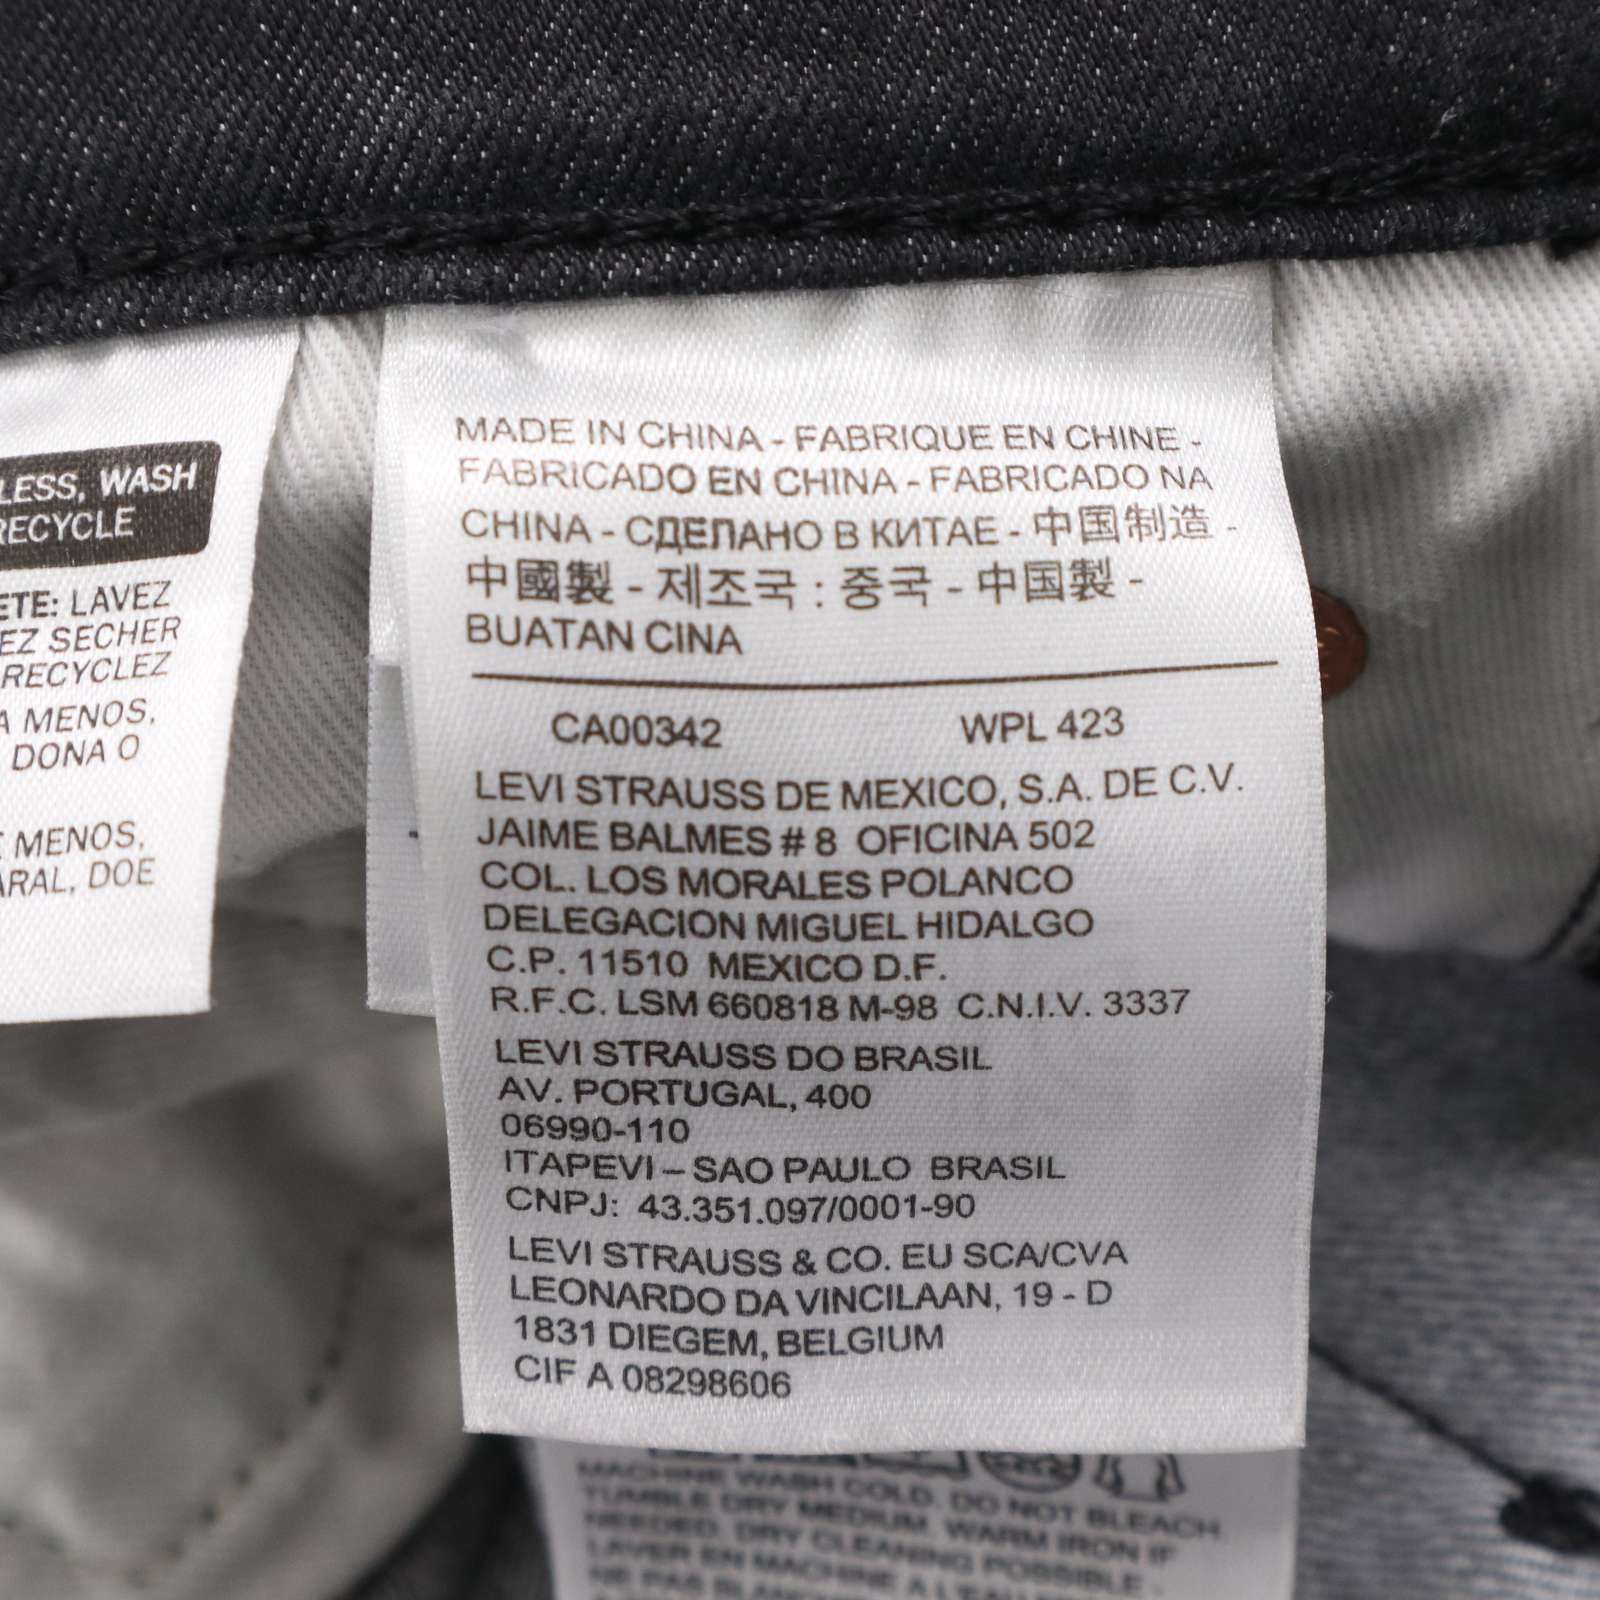 LESS, WASH
RECYCLE
ETE: LAVEZ
EZ SECHER
RECYCLEZ
A MENOS,
DONA O
E MENOS,
ARAL, DOE
MADE IN CHINA - FABRIQUE EN CHINE -
FABRICADO EN CHINA - FABRICADO NA
CHINA - СДЕЛАНО В КИТАЕ - 中国制造 -
中國製 - 제조국 : 중국 - 中国製 -
BUATAN CINA
CA00342 WPL 423
LEVI STRAUSS DE MEXICO, S.A. DE C.V.
JAIME BALMES # 8 OFICINA 502
COL. LOS MORALES POLANCO
DELEGACION MIGUEL HIDALGO
C.P. 11510 MEXICO D.F.
R.F.C. LSM 660818 M-98 C.N.I.V. 3337
LEVI STRAUSS DO BRASIL
AV. PORTUGAL, 400
06990-110
ITAPEVI – SAO PAULO BRASIL
CNPJ: 43.351.097/0001-90
LEVI STRAUSS & CO. EU SCA/CVA
LEONARDO DA VINCILAAN, 19 - D
1831 DIEGEM, BELGIUM
CIF A 08298606
MACHINE WASH COLD. DO NOT BLEACH.
TUMBLE DRY MEDIUM. WARM IRON IF
NEEDED. DRY CLEANING POSSIBLE.
LAVER EN MACHINE A L'EAU
NE PAS